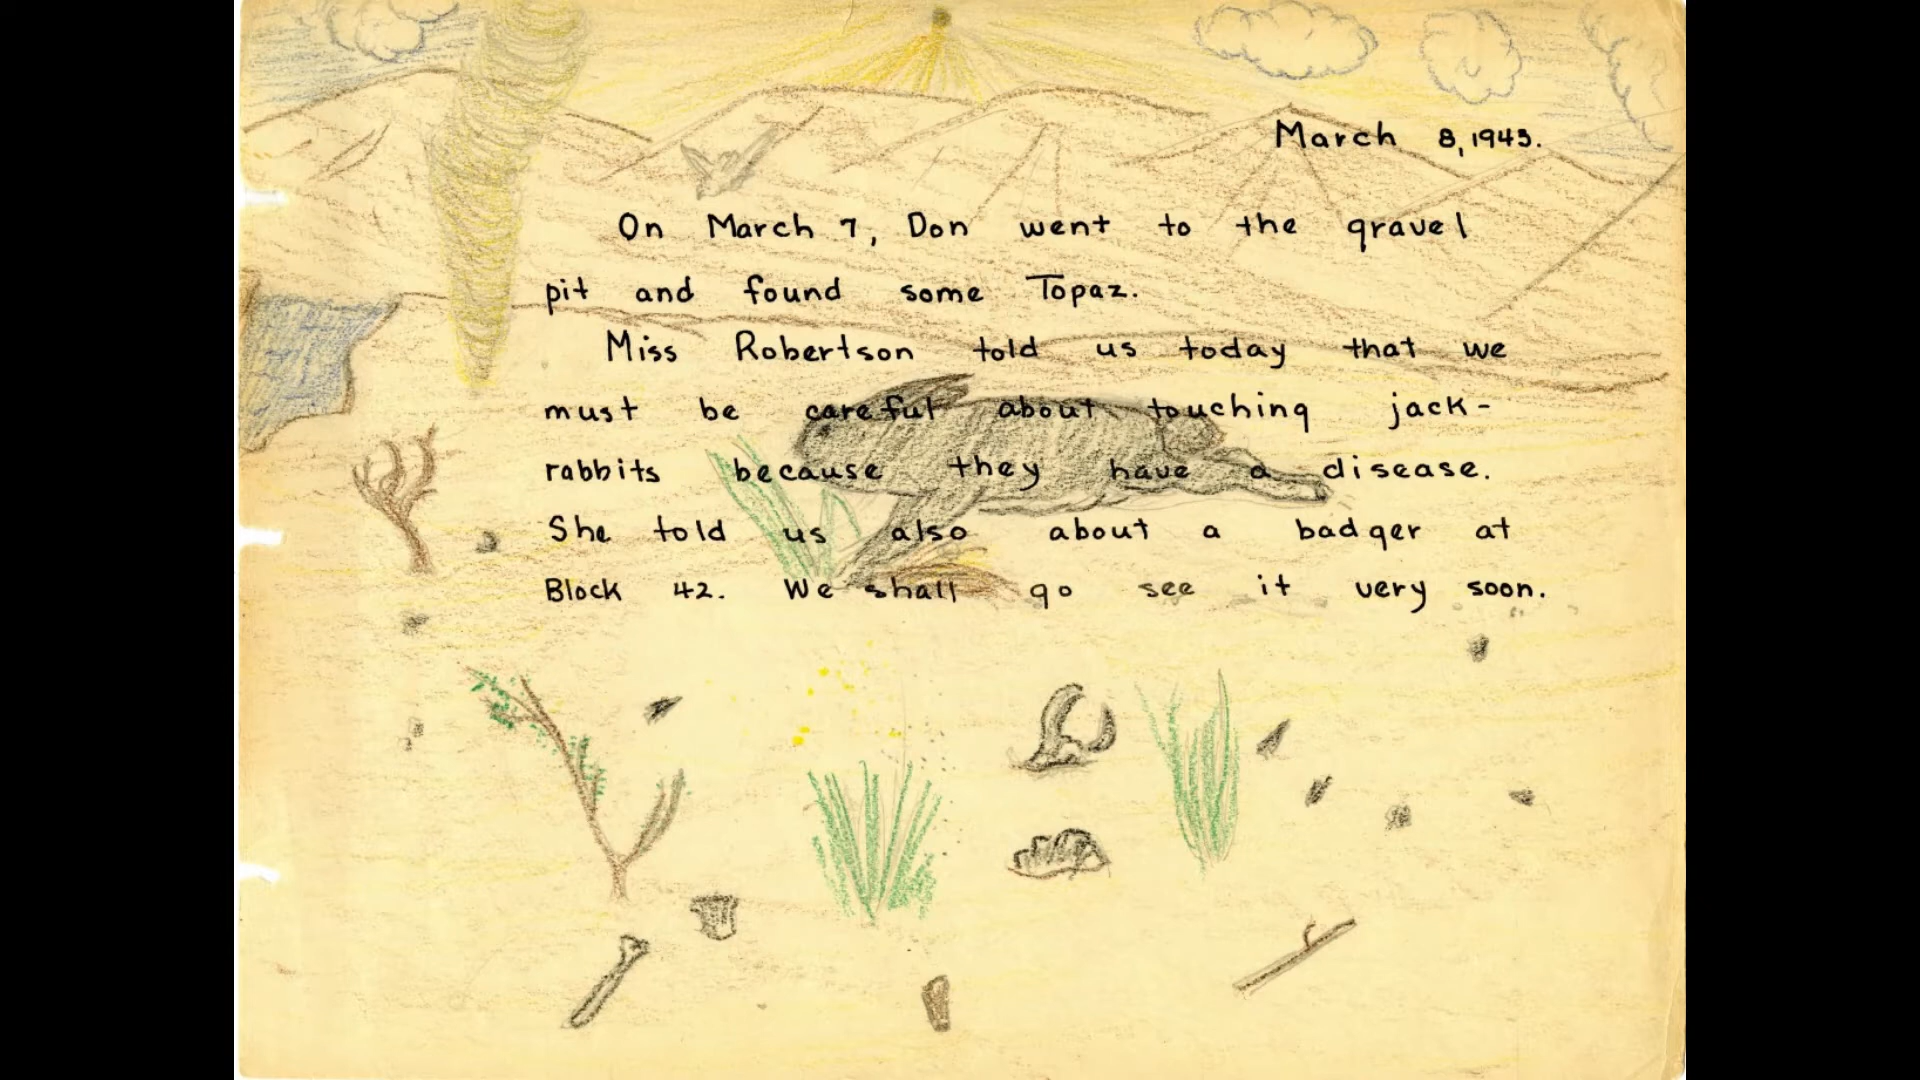 March 8, 1943.
On March 7, Don went to the gravel
pit and found some Topaz.
Miss Robertson told us today that we
must be careful about touching jack-
rabbits because they have a disease.
She told us also about a badger at
Block 42. We shall go see it very soon.